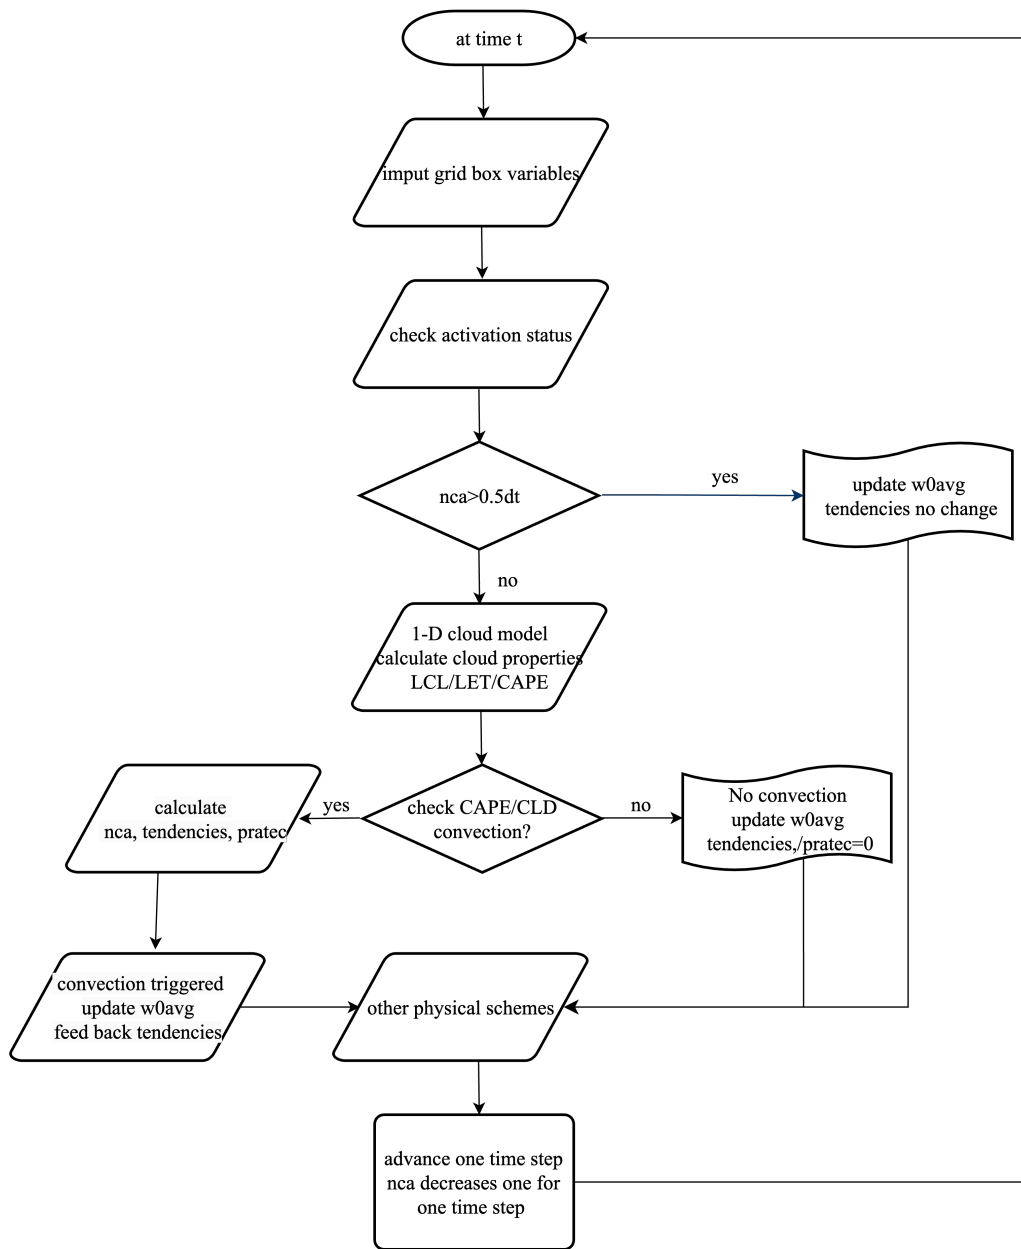 at time t
imput grid box variables
check activation status
nca>0.5dt
yes
update w0avg
tendencies no change
no
1-D cloud model
calculate cloud properties
LCL/LET/CAPE
check CAPE/CLD
convection?
yes
calculate
nca, tendencies, pratec
no
No convection
update w0avg
tendencies,/pratec=0
convection triggered
update w0avg
feed back tendencies
other physical schemes
advance one time step
nca decreases one for
one time step